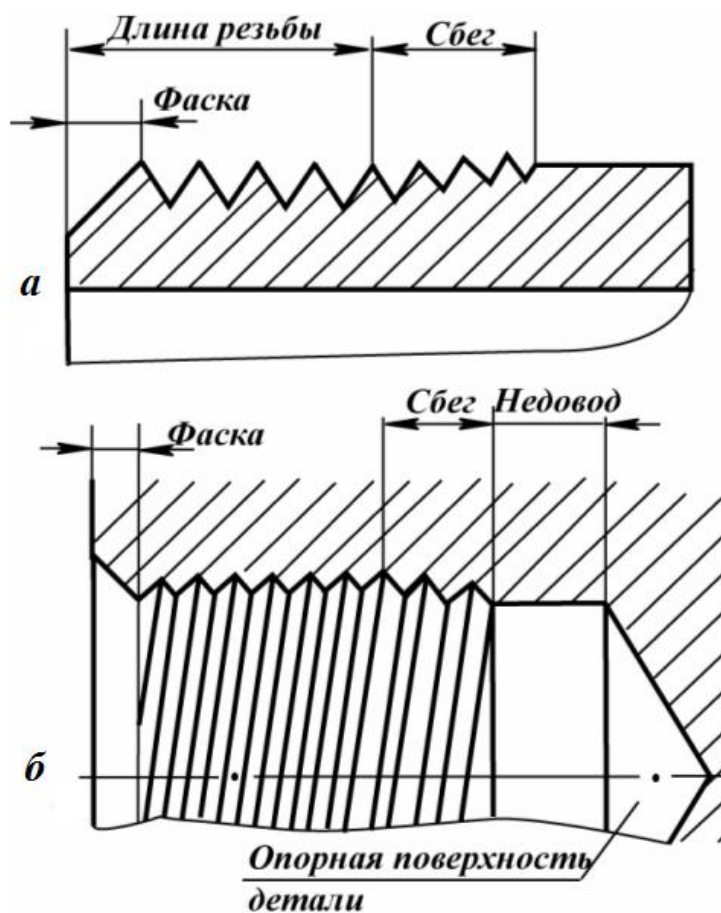 Длина резьбы
Сбег
Фаска
а
Сбег
Недовод
Фаска
б
Опорная поверхность
детали